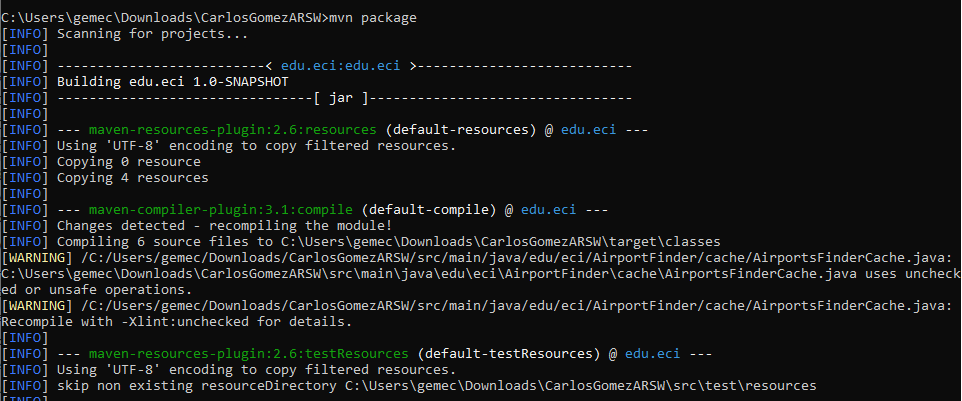 C:\Users\gemec\Downloads\CarlosGomezARSW>mvn package
[INFO] Scanning for projects...
[INFO]
[INFO] --------------------------< edu.eci:edu.eci >---------------------------
[INFO] Building edu.eci 1.0-SNAPSHOT
[INFO] --------------------------------[ jar ]---------------------------------
[INFO]
[INFO] --- maven-resources-plugin:2.6:resources (default-resources) @ edu.eci ---
[INFO] Using 'UTF-8' encoding to copy filtered resources.
[INFO] Copying 0 resource
[INFO] Copying 4 resources
[INFO]
[INFO] --- maven-compiler-plugin:3.1:compile (default-compile) @ edu.eci ---
[INFO] Changes detected - recompiling the module!
[INFO] Compiling 6 source files to C:\Users\gemec\Downloads\CarlosGomezARSW\target\classes
[WARNING] /C:/Users/gemec/Downloads/CarlosGomezARSW/src/main/java/edu/eci/AirportFinder/cache/AirportsFinderCache.java:
C:\Users\gemec\Downloads\CarlosGomezARSW\src\main\java\edu\eci\AirportFinder\cache\AirportsFinderCache.java uses uncheck
ed or unsafe operations.
[WARNING] /C:/Users/gemec/Downloads/CarlosGomezARSW/src/main/java/edu/eci/AirportFinder/cache/AirportsFinderCache.java:
Recompile with -Xlint:unchecked for details.
[INFO]
[INFO] --- maven-resources-plugin:2.6:testResources (default-testResources) @ edu.eci ---
[INFO] Using 'UTF-8' encoding to copy filtered resources.
[INFO] skip non existing resourceDirectory C:\Users\gemec\Downloads\CarlosGomezARSW\src\test\resources
[INFO]